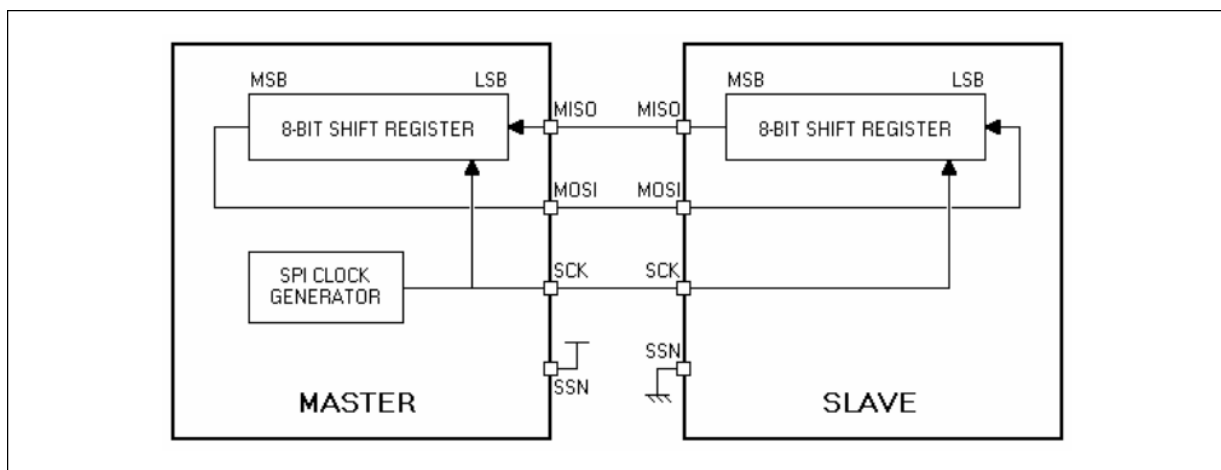 MSB LSB
8-BIT SHIFT REGISTER
MISO MISO
MSB LSB
8-BIT SHIFT REGISTER
MOSI MOSI
SPI CLOCK
GENERATOR
SCK SCK
SSN
SSN
MASTER
SLAVE